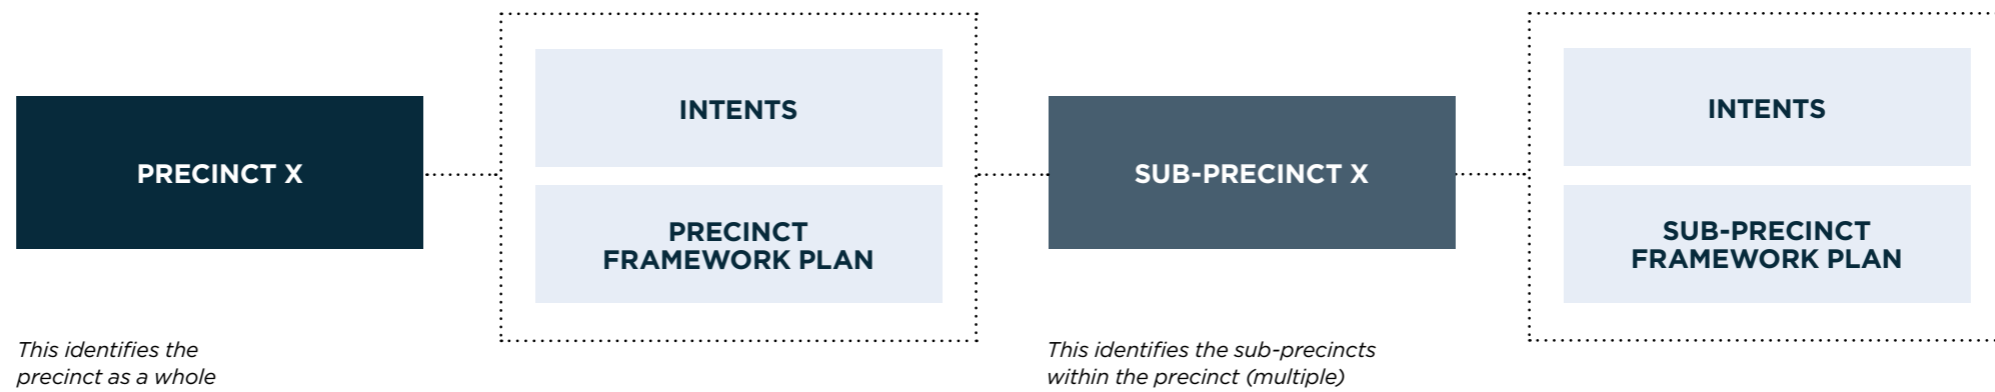 PRECINCT X
This identifies the
precinct as a whole
INTENTS
PRECINCT
FRAMEWORK PLAN
SUB-PRECINCT X
This identifies the sub-precincts
within the precinct (multiple)
INTENTS
SUB-PRECINCT
FRAMEWORK PLAN